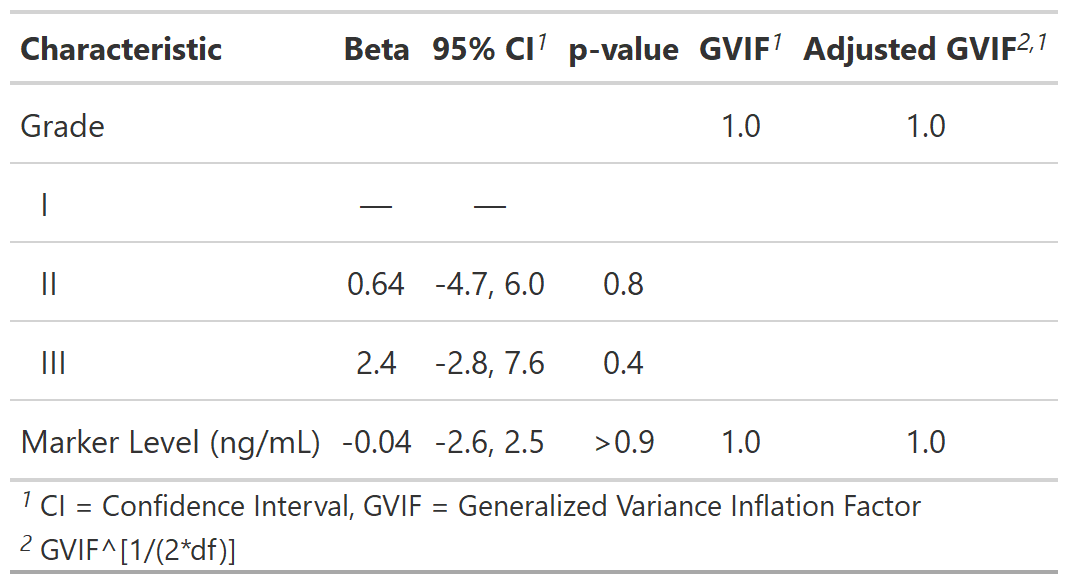 Characteristic Beta 95% CI1 p-value GVIF1 Adjusted GVIF2,1
Grade 1.0 1.0
I — —
II 0.64 -4.7, 6.0 0.8
III 2.4 -2.8, 7.6 0.4
Marker Level (ng/mL) -0.04 -2.6, 2.5 >0.9 1.0 1.0
1 CI = Confidence Interval, GVIF = Generalized Variance Inflation Factor
2 GVIF^[1/(2*df)]